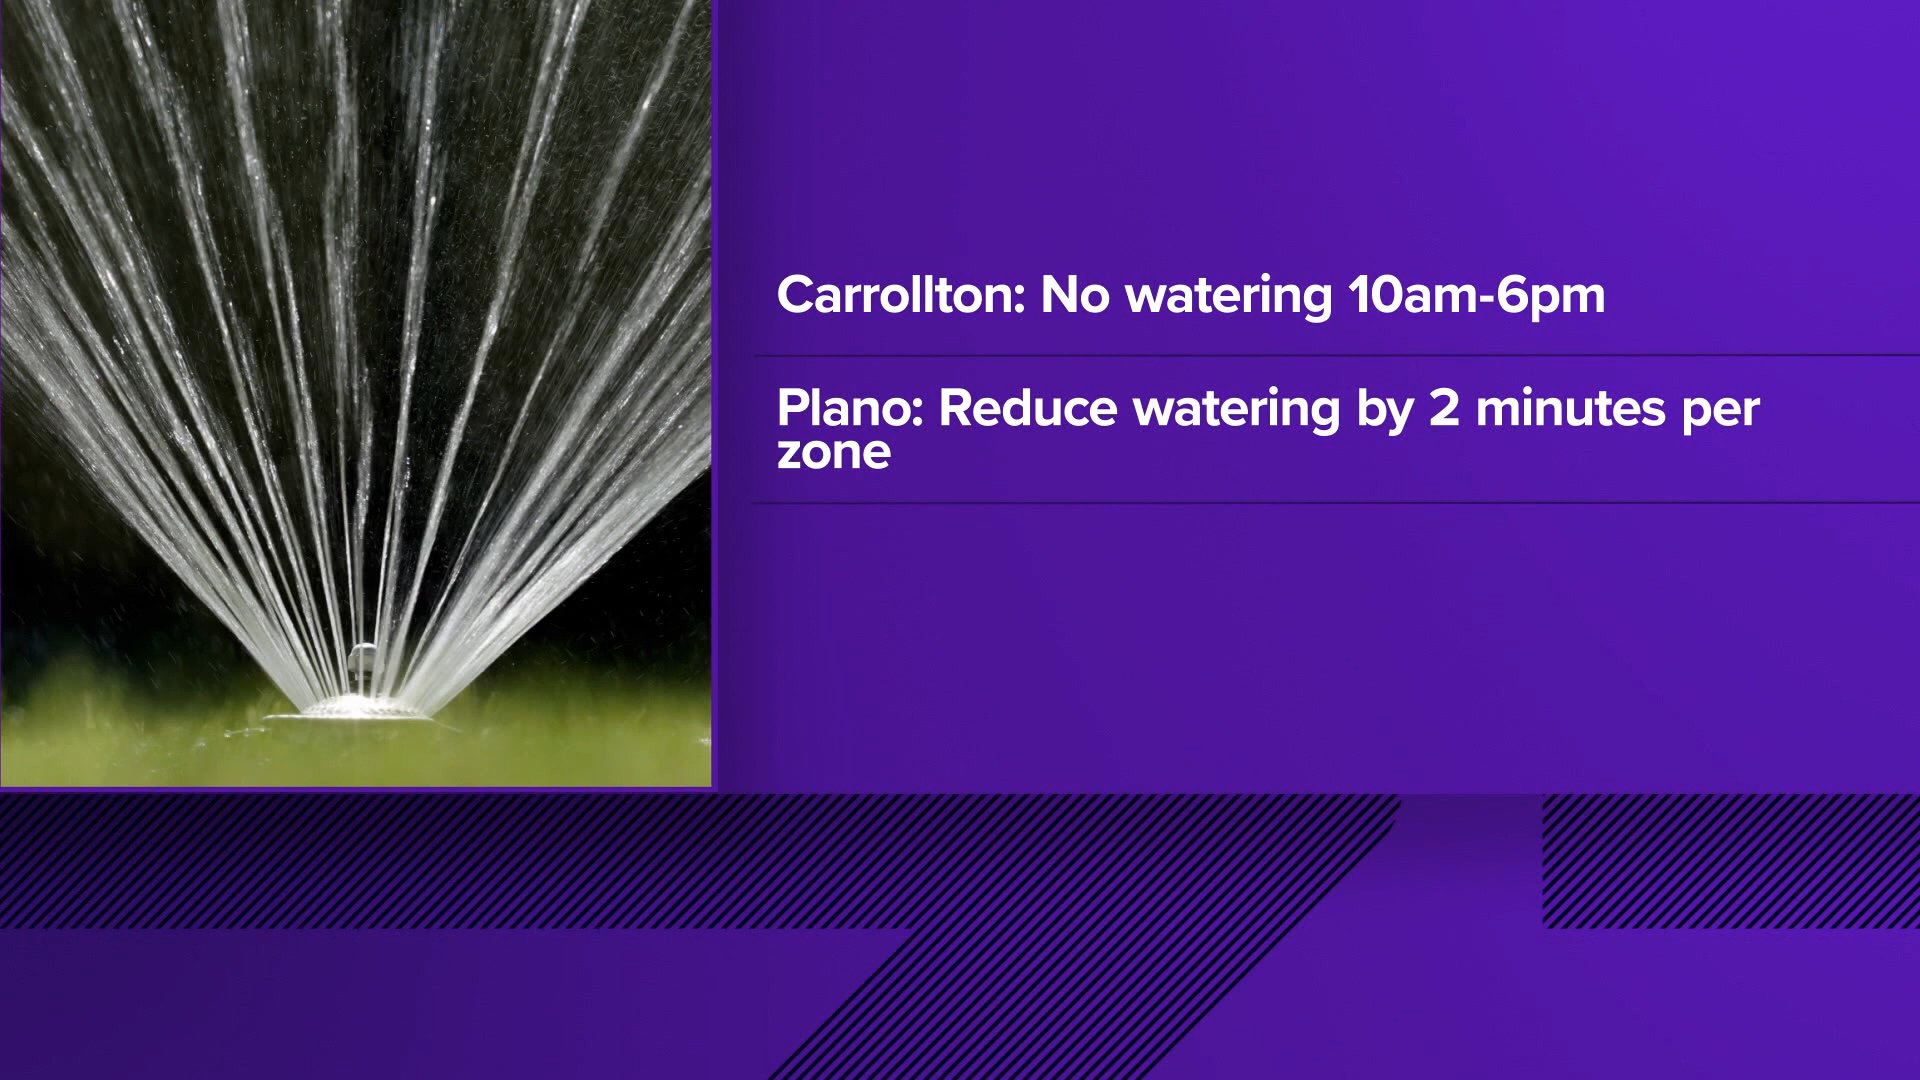 Carrollton: No watering 10am-6pm
Plano: Reduce watering by 2 minutes per
zone